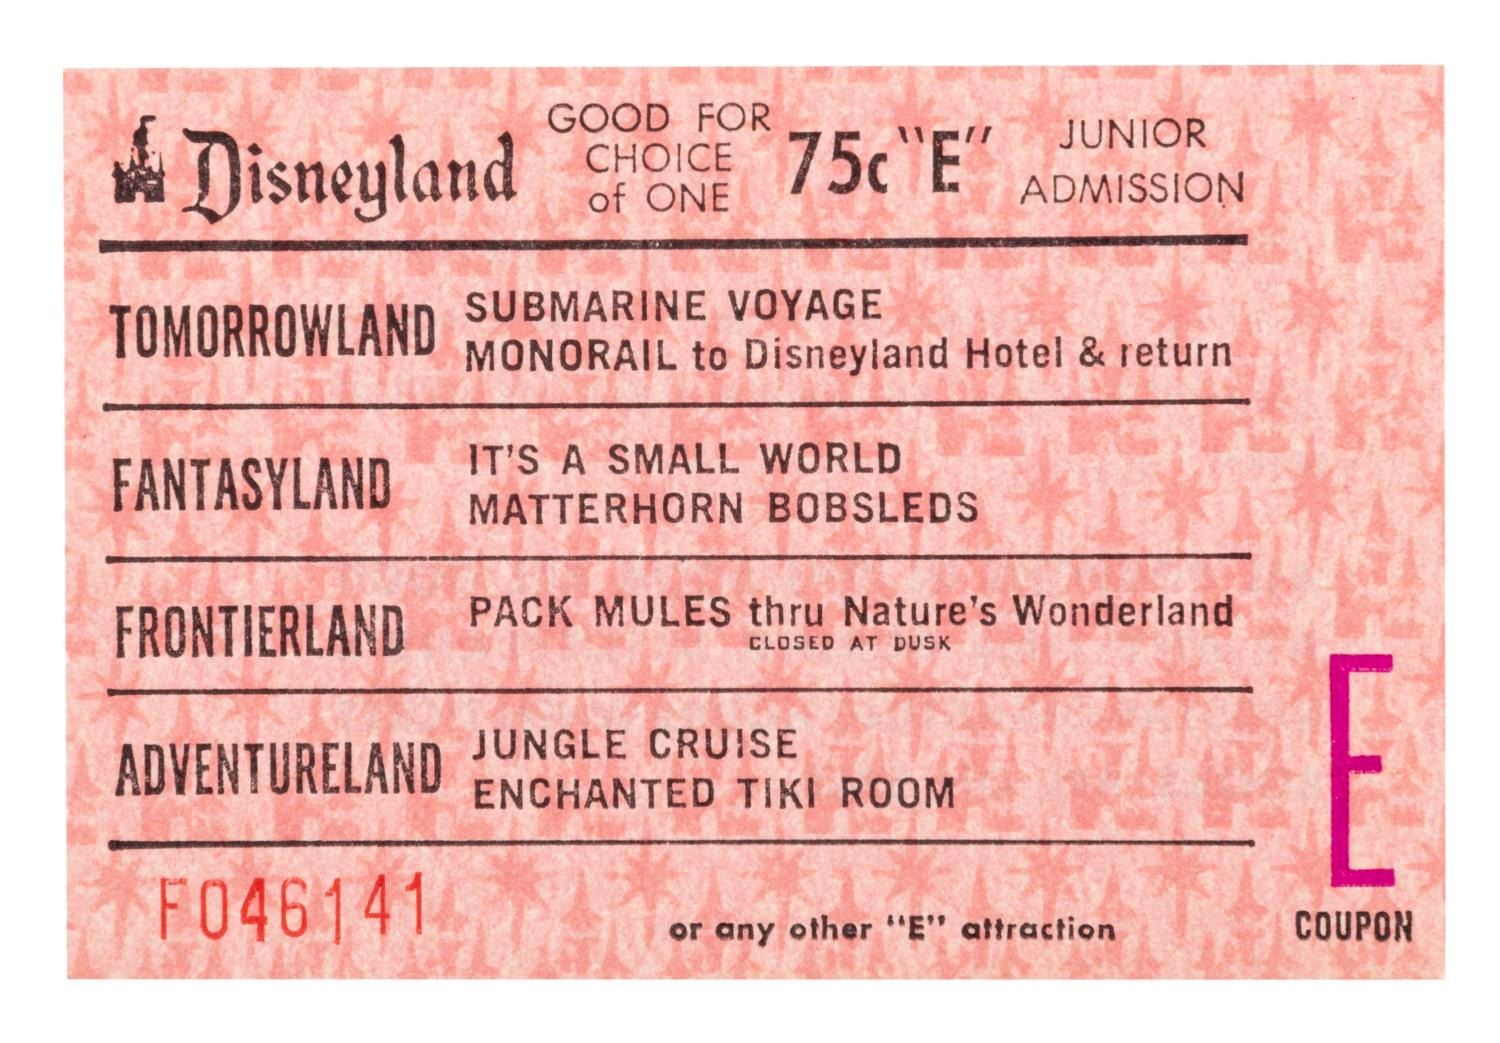 Disneyland
GOOD FOR
CHOICE
of ONE
75c "E"
JUNIOR
ADMISSION
TOMORROWLAND
SUBMARINE VOYAGE
MONORAIL to Disneyland Hotel & return
FANTASYLAND
IT'S A SMALL WORLD
MATTERHORN BOBSLEDS
FRONTIERLAND
PACK MULES thru Nature's Wonderland
CLOSED AT DUSK
ADVENTURELAND
JUNGLE CRUISE
ENCHANTED TIKI ROOM
F046141
or any other "E" attraction
E
COUPON